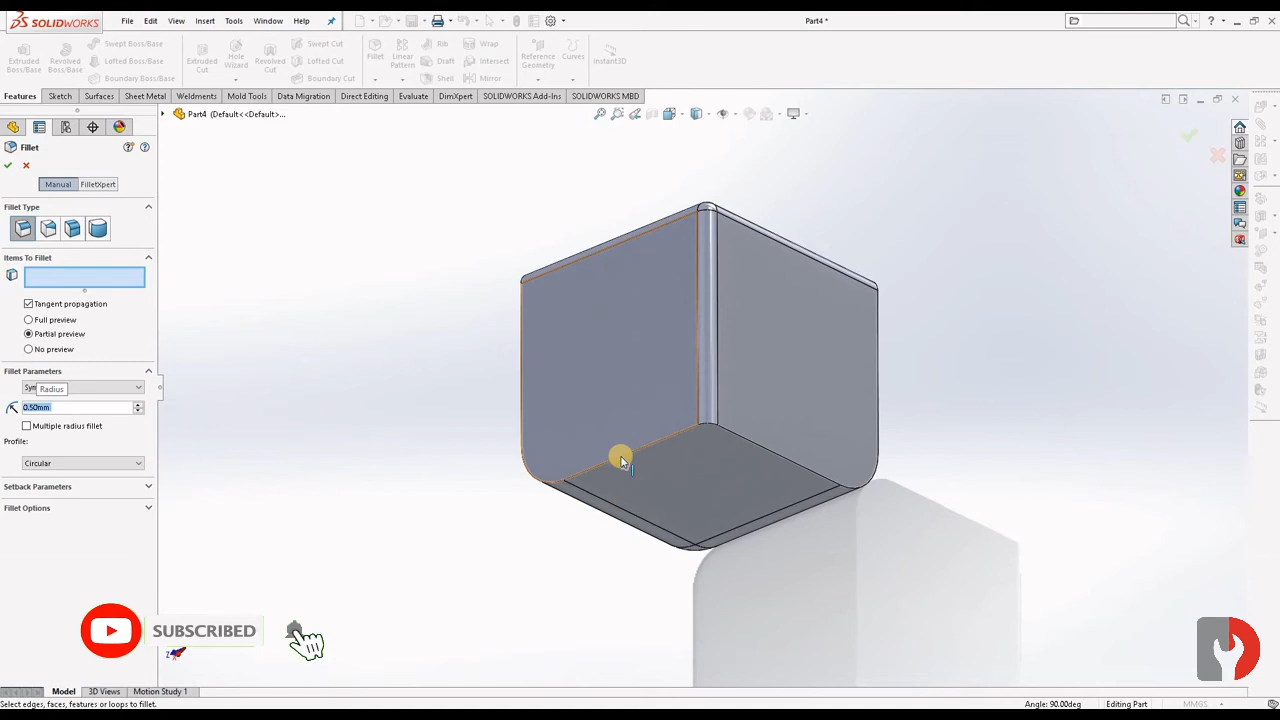 SOLIDWORKS
File Edit View Insert Tools Window Help
Part4 *
Extruded Boss/Base
Revolved Boss/Base
Swept Boss/Base
Lofted Boss/Base
Boundary Boss/Base
Extruded Cut
Hole Wizard
Revolved Cut
Swept Cut
Lofted Cut
Boundary Cut
Fillet
Linear Pattern
Rib
Draft
Shell
Wrap
Intersect
Mirror
Reference Geometry
Curves
Instant3D
Features Sketch Surfaces Sheet Metal Weldments Mold Tools Data Migration Direct Editing Evaluate DimXpert SOLIDWORKS Add-Ins SOLIDWORKS MBD
Part4 (Default<<Default>...
Fillet
Manual FilletXpert
Fillet Type
Items To Fillet
Tangent propagation
Full preview
Partial preview
No preview
Fillet Parameters
Sym
Radius
0.50mm
Multiple radius fillet
Profile:
Circular
Setback Parameters
Fillet Options
SUBSCRIBED
Z
Model 3D Views Motion Study 1
Select edges, faces, features or loops to fillet.
Angle: 90.00deg Editing Part MMGS